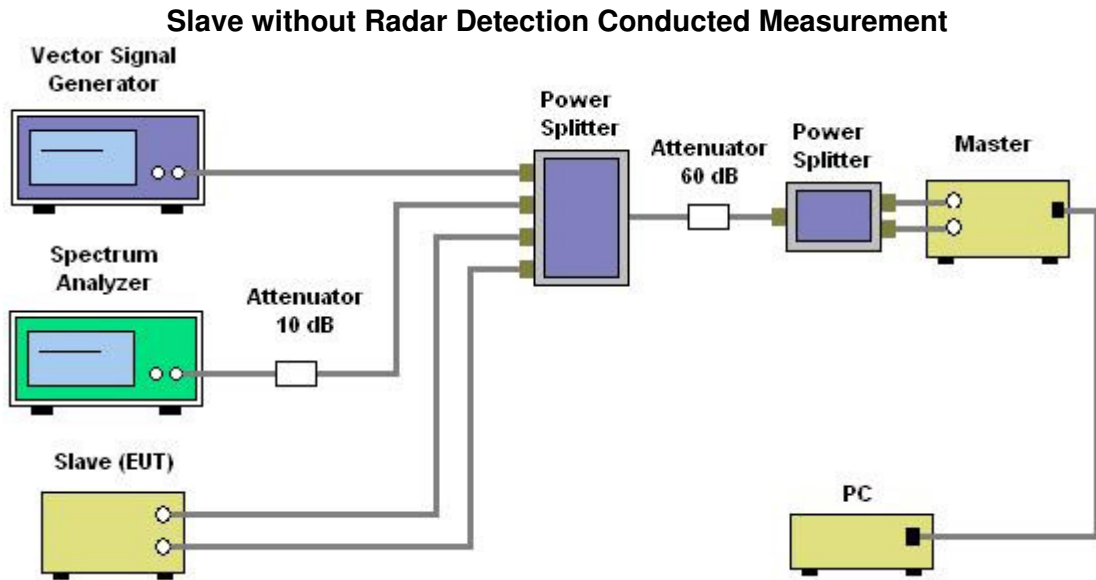 Slave without Radar Detection Conducted Measurement
Vector Signal
Generator
Power
Splitter
Attenuator
60 dB
Power
Splitter
Master
Spectrum
Analyzer
Attenuator
10 dB
Slave (EUT)
PC